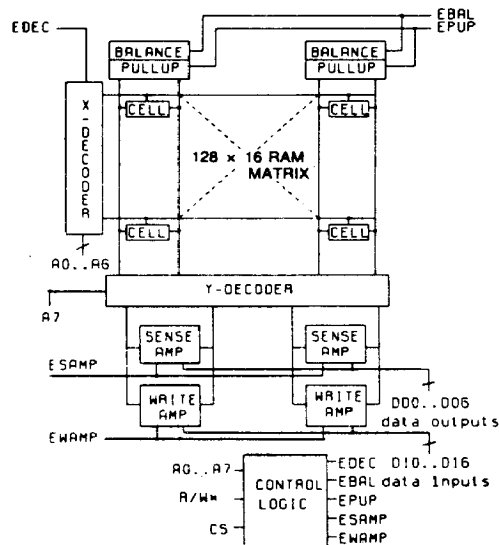 EDEC
EBAL
EPUP
BALANCE
PULLUP
BALANCE
PULLUP
X-DECODER
CELL
CELL
128 × 16 RAM
MATRIX
CELL
CELL
A0..A6
Y-DECODER
A7
SENSE
AMP
SENSE
AMP
ESAMP
WRITE
AMP
WRITE
AMP
DO0..DO6
data outputs
EWAMP
A0..A7
R/W*
CS
CONTROL
LOGIC
EDEC
EBAL
EPUP
ESAMP
EWAMP
DI0..DI6
data Inputs